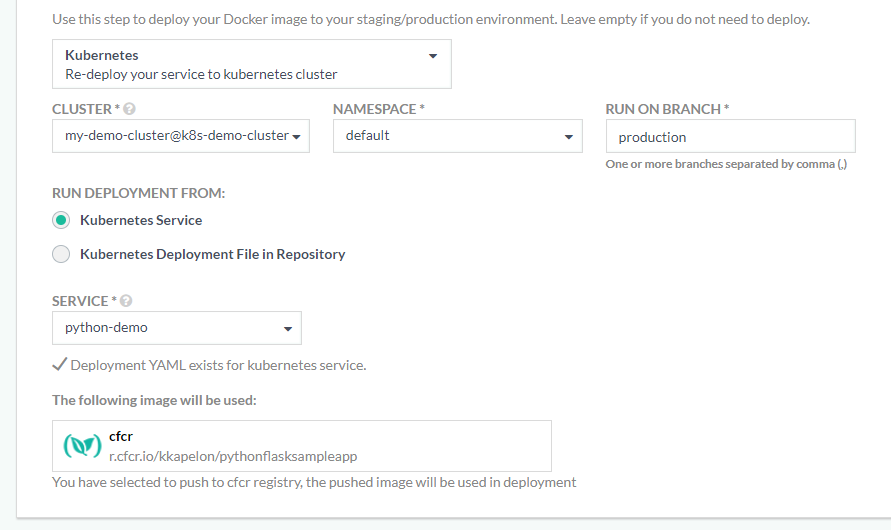 Use this step to deploy your Docker image to your staging/production environment. Leave empty if you do not need to deploy.
Kubernetes
Re-deploy your service to kubernetes cluster
CLUSTER * ?
NAMESPACE *
RUN ON BRANCH *
my-demo-cluster@k8s-demo-cluster
default
production
One or more branches separated by comma (,)
RUN DEPLOYMENT FROM:
Kubernetes Service
Kubernetes Deployment File in Repository
SERVICE * ?
python-demo
Deployment YAML exists for kubernetes service.
The following image will be used:
cfcr
r.cfcr.io/kkapelon/pythonflasksampleapp
You have selected to push to cfcr registry, the pushed image will be used in deployment